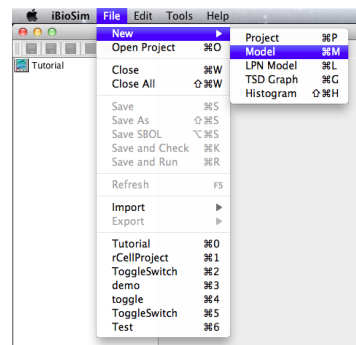 iBioSim File Edit Tools Help
New ▶
Open Project ⌘O
Close ⌘W
Close All ⇧⌘W
Save ⌘S
Save As ⇧⌘S
Save SBOL ⌥⌘S
Save and Check ⌘K
Save and Run ⌘R
Refresh F5
Import ▶
Export ▶
Tutorial ⌘0
rCellProject ⌘1
ToggleSwitch ⌘2
demo ⌘3
toggle ⌘4
ToggleSwitch ⌘5
Test ⌘6
Project ⌘P
Model ⌘M
LPN Model ⌘L
TSD Graph ⌘G
Histogram ⇧⌘H
Tutorial